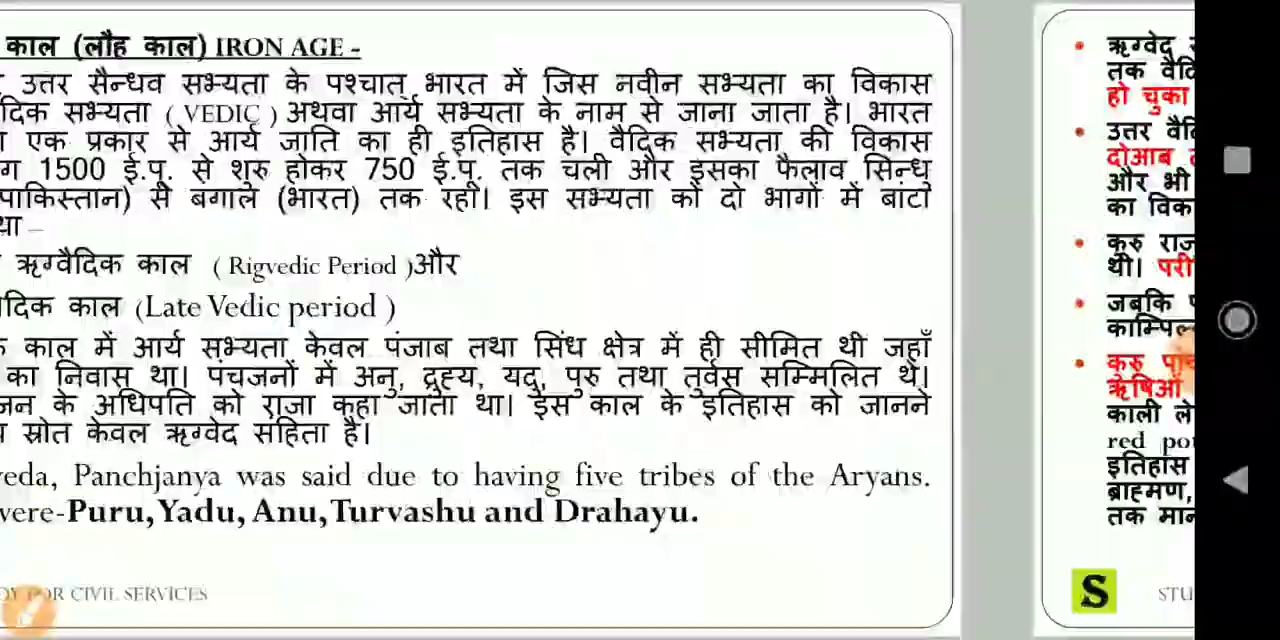 काल (लौह काल) IRON AGE -
उत्तर सैन्धव सभ्यता के पश्चात् भारत में जिस नवीन सभ्यता का विकास
दिक सभ्यता ( VEDIC ) अथवा आर्य सभ्यता के नाम से जाना जाता है। भारत
एक प्रकार से आर्य जाति का ही इतिहास है। वैदिक सभ्यता की विकास
ग 1500 ई.पू. से शुरु होकर 750 ई.पू. तक चली और इसका फैलाव सिन्धु
पाकिस्तान) से बंगाल (भारत) तक रहा। इस सभ्यता को दो भागों में बांटा
था –
ऋग्वैदिक काल ( Rigvedic Period )और
दिक काल (Late Vedic period )
काल में आर्य सभ्यता केवल पंजाब तथा सिंध क्षेत्र में ही सीमित थी जहाँ
का निवास था। पंचजनों में अनु, द्रुह्य, यदु, पुरु तथा तुर्वस सम्मिलित थे।
जन के अधिपति को राजा कहा जाता था। इस काल के इतिहास को जानने
स्रोत केवल ऋग्वेद संहिता है।
veda, Panchjanya was said due to having five tribes of the Aryans.
were-Puru, Yadu, Anu, Turvashu and Drahayu.
DY FOR CIVIL SERVICES
• ऋग्वेद
तक वैदि
हो चुका
• उत्तर वैि
दोआब
और भी
का विक
• कुरु राज
थी। परी
• जबकि
काम्पिल
• कुरु पां
ऋषिओं
काली ले
red po
इतिहास
ब्राह्मण,
तक मान
S STU